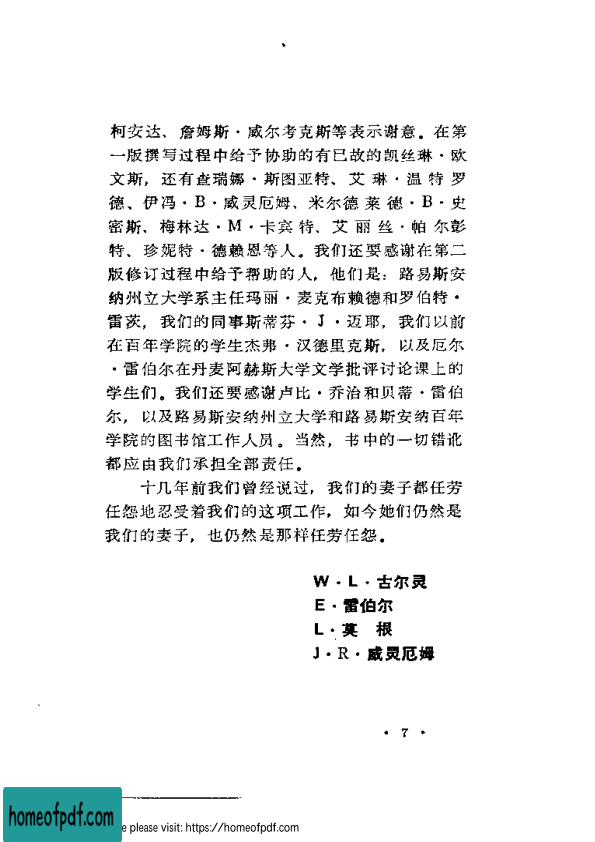 柯安达、詹姆斯·威尔考克斯等表示谢意。在第
一版撰写过程中给予协助的有已故的凯丝琳·欧
文斯，还有查瑞娜·斯图亚特、艾琳·温特罗
德、伊冯·B·威灵厄姆、米尔德莱德·B·史
密斯、梅林达·M·卡宾特、艾丽丝·帕尔彭
特、珍妮特·德赖恩等人。我们还要感谢在第二
版修订过程中给予帮助的人，他们是：路易斯安
纳州立大学系主任玛丽·麦克布赖德和罗伯特·
雷茨，我们的同事斯蒂芬·J·迈耶，我们以前
在百年学院的学生杰弗·汉德里克斯，以及厄尔
·雷伯尔在丹麦阿赫斯大学文学批评讨论课上的
学生们。我们还要感谢卢比·乔治和贝蒂·雷伯
尔，以及路易斯安纳州立大学和路易斯安纳百年
学院的图书馆工作人员。当然，书中的一切错讹
都应由我们承担全部责任。
十几年前我们曾经说过，我们的妻子都任劳
任怨地忍受着我们的这项工作，如今她们仍然是
我们的妻子，也仍然是那样任劳任怨。
W·L·古尔灵
E·雷伯尔
L·莫 根
J·R·威灵厄姆
· 7 ·
homeofpdf.com
please visit: https://homeofpdf.com